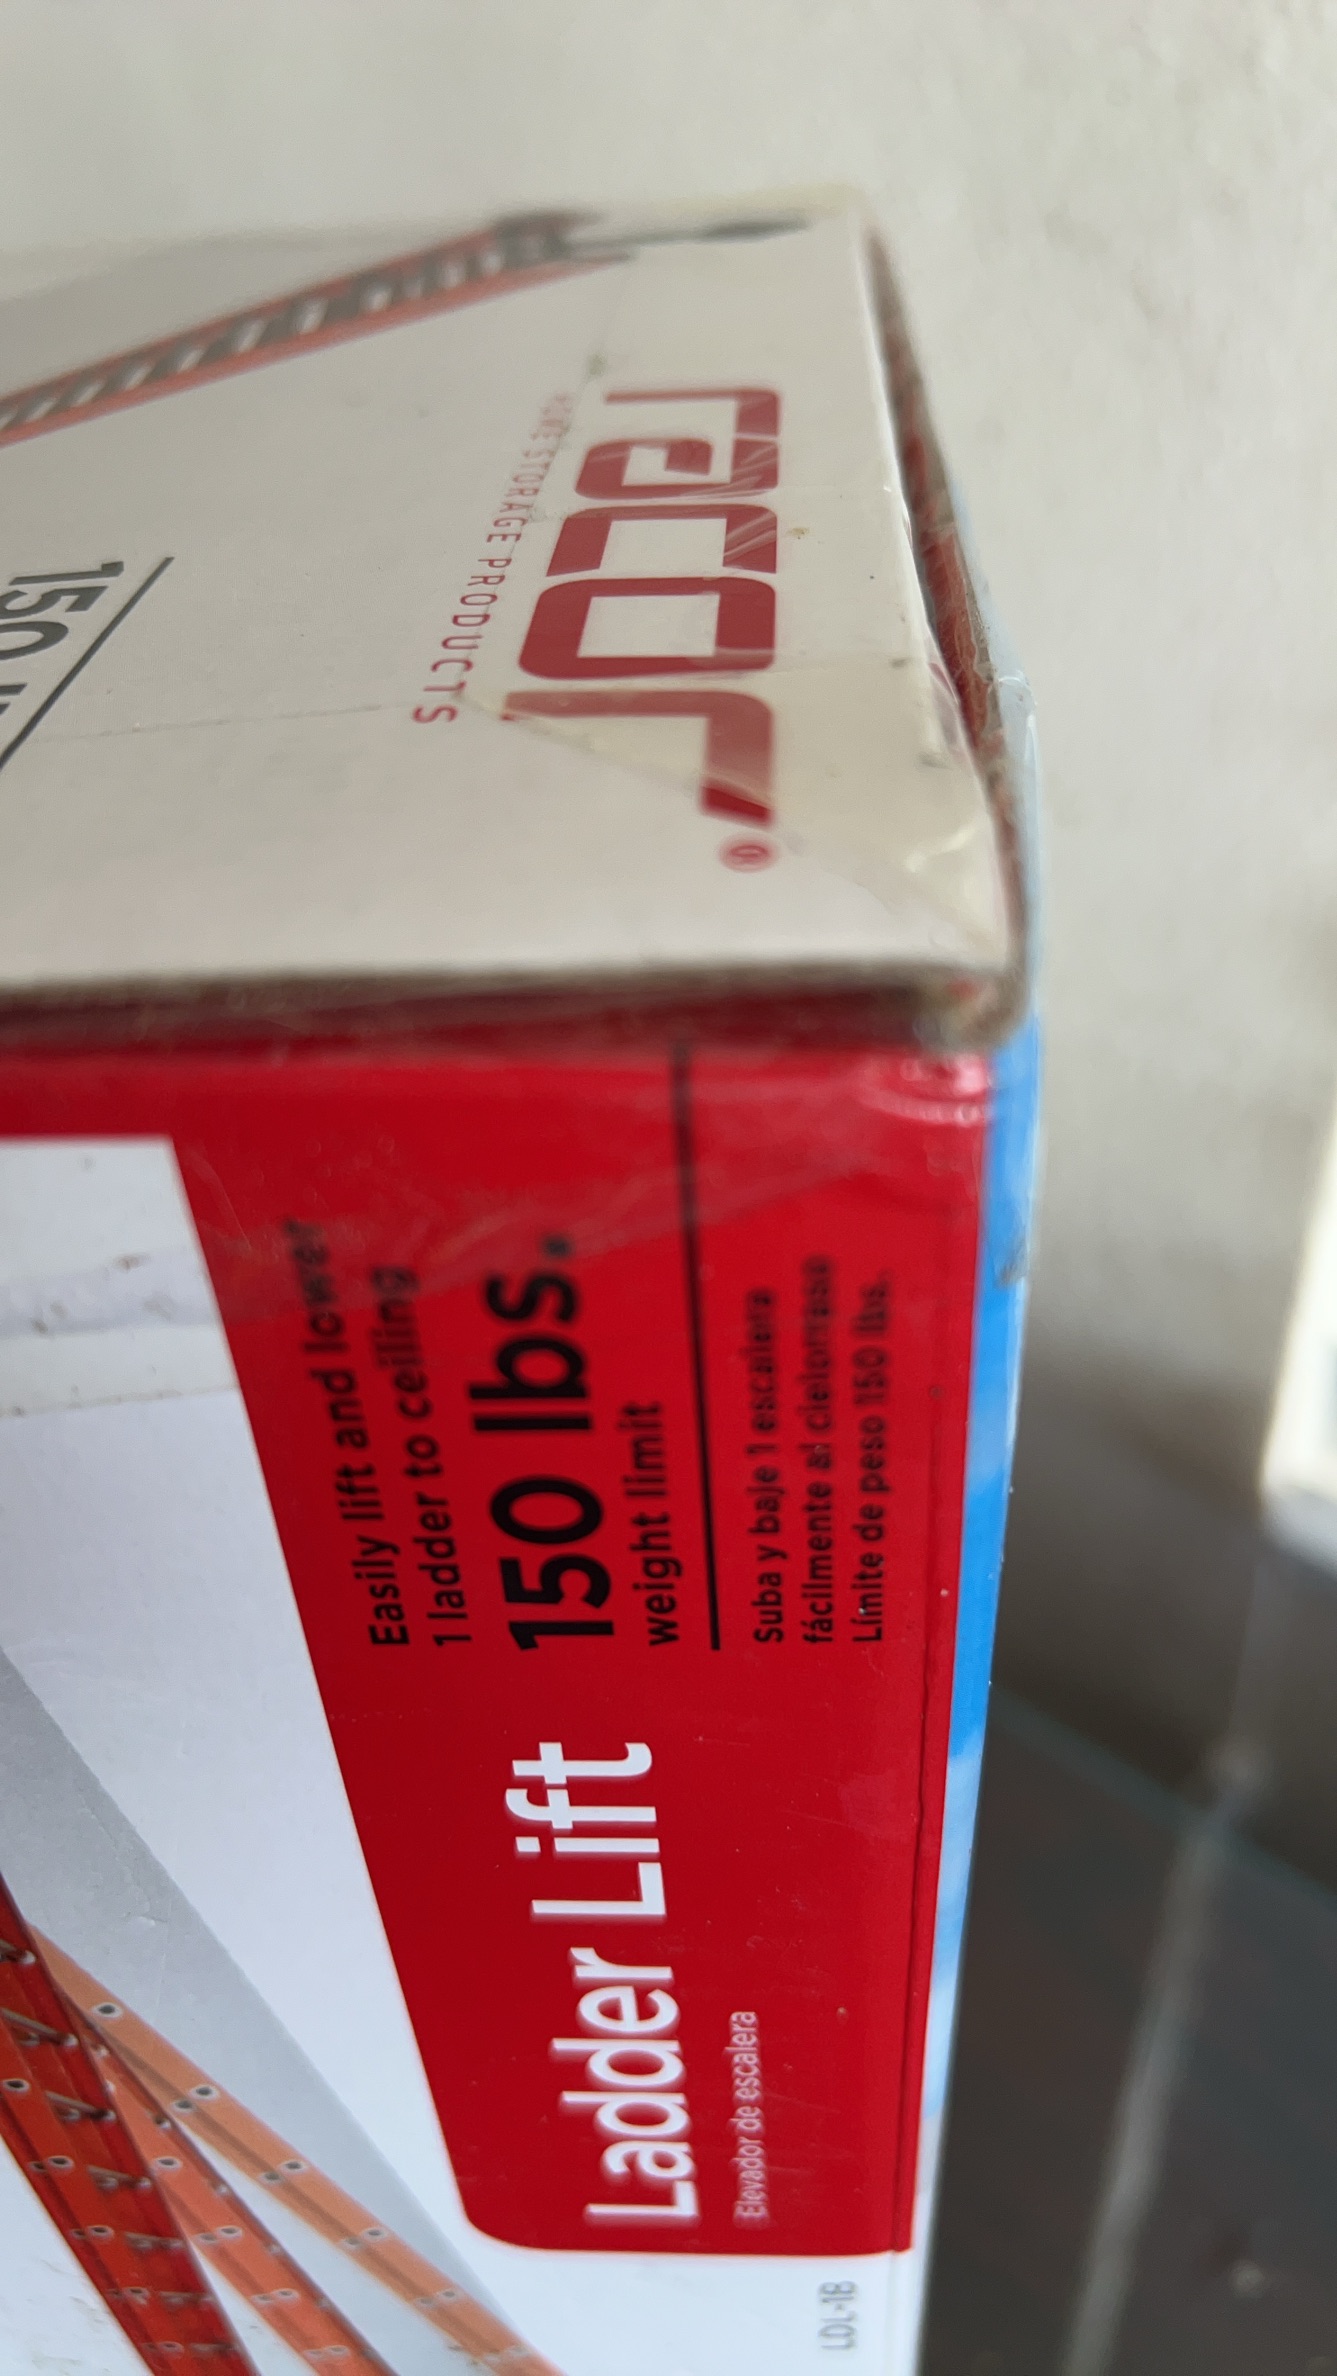 racor®
HOME STORAGE PRODUCTS
Easily lift and lower
1 ladder to ceiling
150 lbs.
weight limit
Suba y baje 1 escalera
fácilmente al cielorraso
Límite de peso 150 lbs.
Ladder Lift
Elevador de escalera
LDL-1B
150